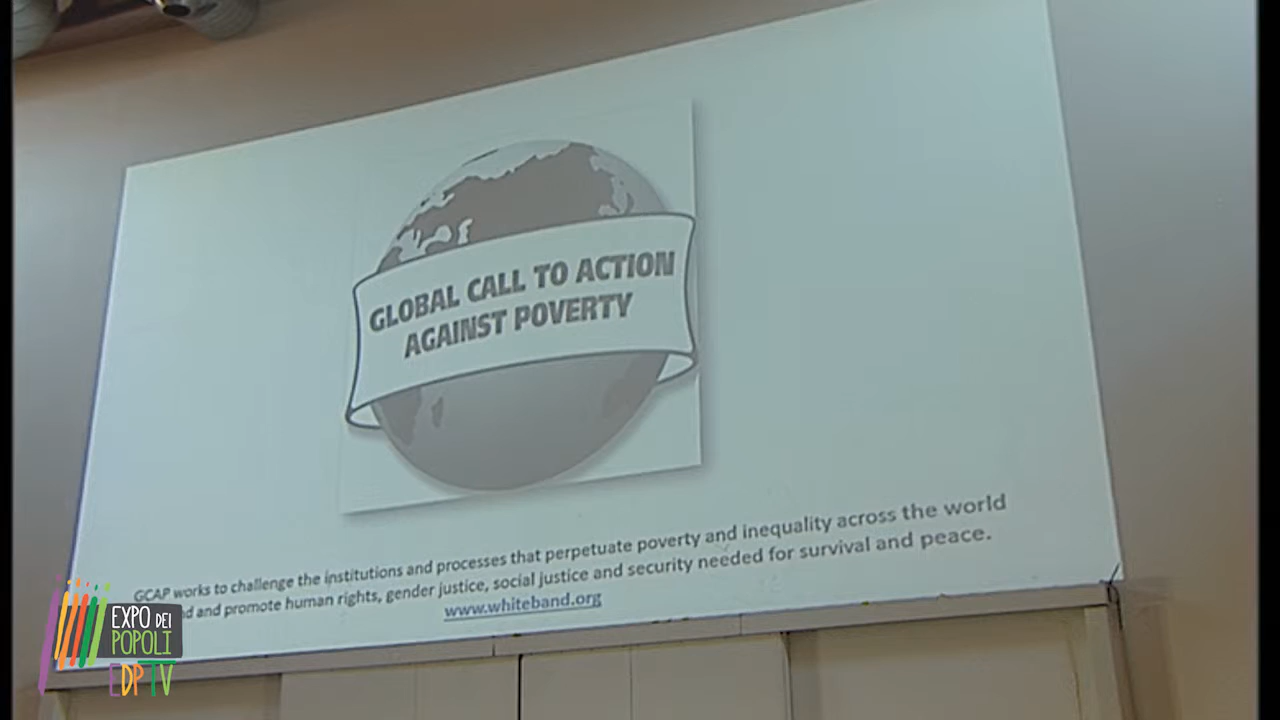 GLOBAL CALL TO ACTION
AGAINST POVERTY
GCAP works to challenge the institutions and processes that perpetuate poverty and inequality across the world
and promote human rights, gender justice, social justice and security needed for survival and peace.
www.whiteband.org
EXPO DEI
POPOLI
EDPTV